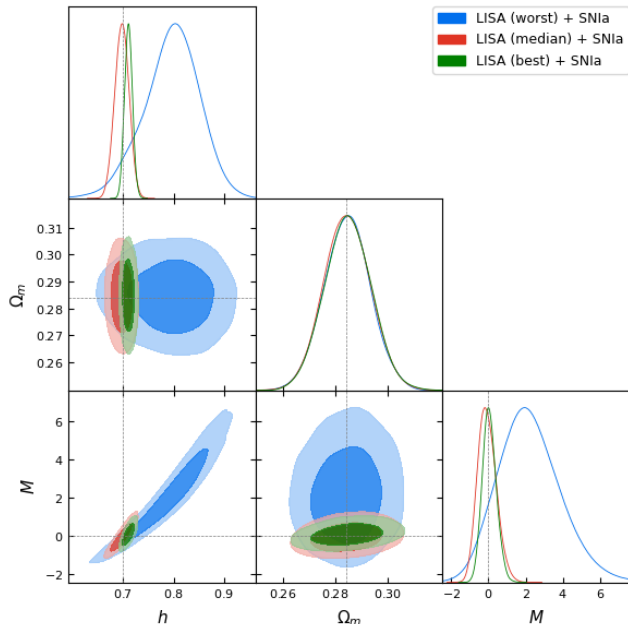 LISA (worst) + SNIa
LISA (median) + SNIa
LISA (best) + SNIa
0.31
0.30
0.29
0.28
0.27
0.26
Ω_m
6
4
2
0
−2
M
0.7 0.8 0.9
h
0.26 0.28 0.30
Ω_m
−2 0 2 4 6
M